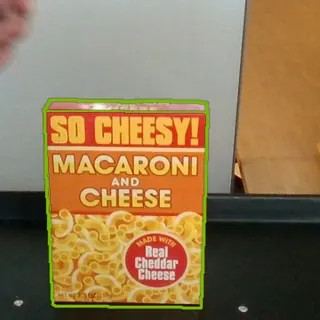 SO CHEESY!
MACARONI
AND
CHEESE
MADE WITH
Real
Cheddar
Cheese